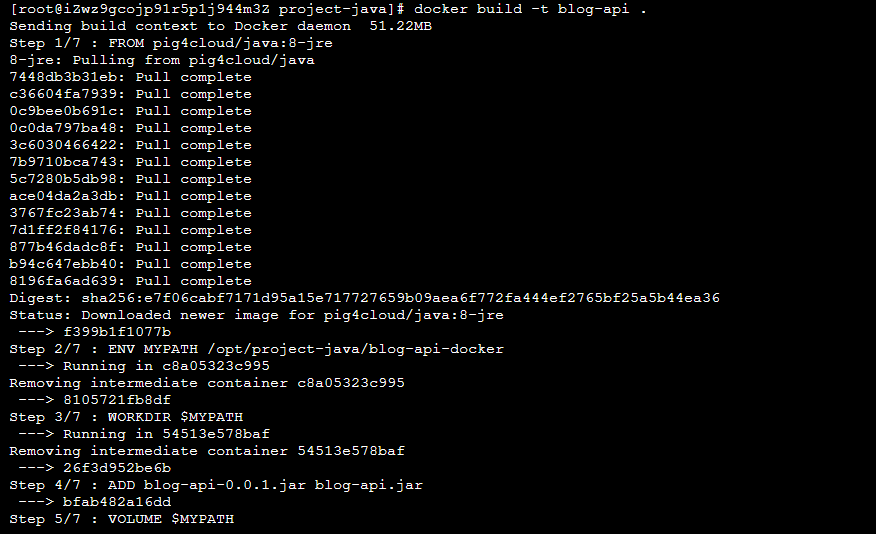 [root@iZwz9gcojp91r5p1j944m3Z project-java]# docker build -t blog-api .
Sending build context to Docker daemon  51.22MB
Step 1/7 : FROM pig4cloud/java:8-jre
8-jre: Pulling from pig4cloud/java
7448db3b31eb: Pull complete
c36604fa7939: Pull complete
0c9bee0b691c: Pull complete
0c0da797ba48: Pull complete
3c6030466422: Pull complete
7b9710bca743: Pull complete
5c7280b5db98: Pull complete
ace04da2a3db: Pull complete
3767fc23ab74: Pull complete
7d1ff2f84176: Pull complete
877b46dadc8f: Pull complete
b94c647ebb40: Pull complete
8196fa6ad639: Pull complete
Digest: sha256:e7f06cabf7171d95a15e717727659b09aea6f772fa444ef2765bf25a5b44ea36
Status: Downloaded newer image for pig4cloud/java:8-jre
 ---> f399b1f1077b
Step 2/7 : ENV MYPATH /opt/project-java/blog-api-docker
 ---> Running in c8a05323c995
Removing intermediate container c8a05323c995
 ---> 8105721fb8df
Step 3/7 : WORKDIR $MYPATH
 ---> Running in 54513e578baf
Removing intermediate container 54513e578baf
 ---> 26f3d952be6b
Step 4/7 : ADD blog-api-0.0.1.jar blog-api.jar
 ---> bfab482a16dd
Step 5/7 : VOLUME $MYPATH